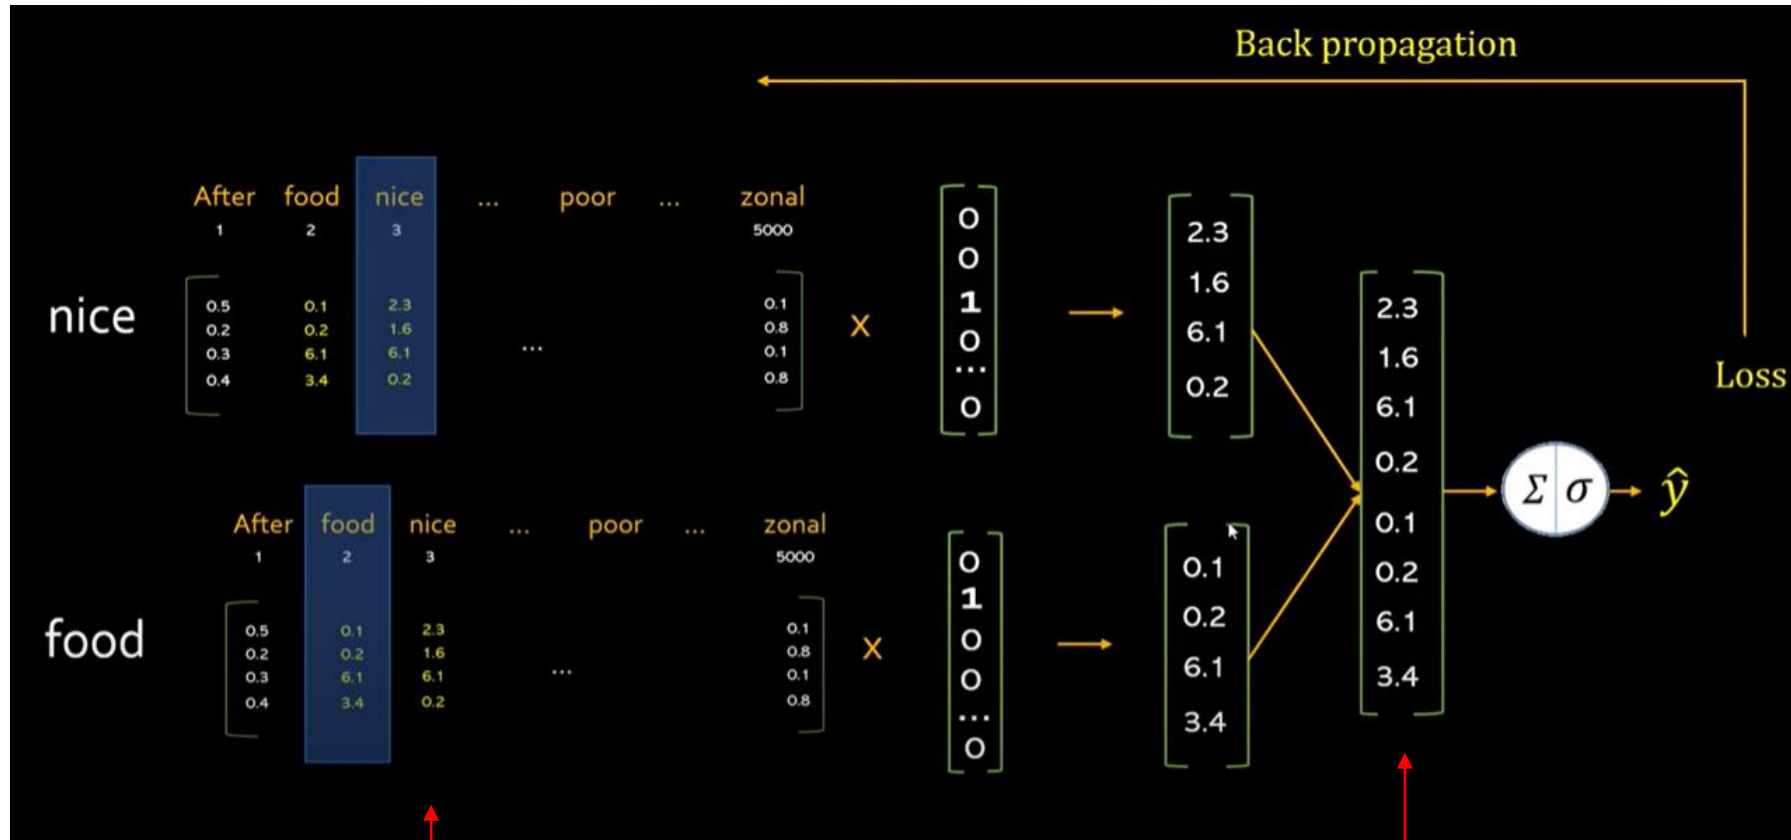 Back propagation
After food nice ... poor ... zonal
1 2 3 5000
nice
0.5 0.1 2.3 0.1
0.2 0.2 1.6 0.8
0.3 6.1 6.1 ... 0.1
0.4 3.4 0.2 0.8
x
0
0
1
0
...
0
2.3
1.6
6.1
0.2
After food nice ... poor ... zonal
1 2 3 5000
food
0.5 0.1 2.3 0.1
0.2 0.2 1.6 0.8
0.3 6.1 6.1 ... 0.1
0.4 3.4 0.2 0.8
x
0
1
0
0
...
0
0.1
0.2
6.1
3.4
2.3
1.6
6.1
0.2
0.1
0.2
6.1
3.4
Σ σ
ŷ
Loss